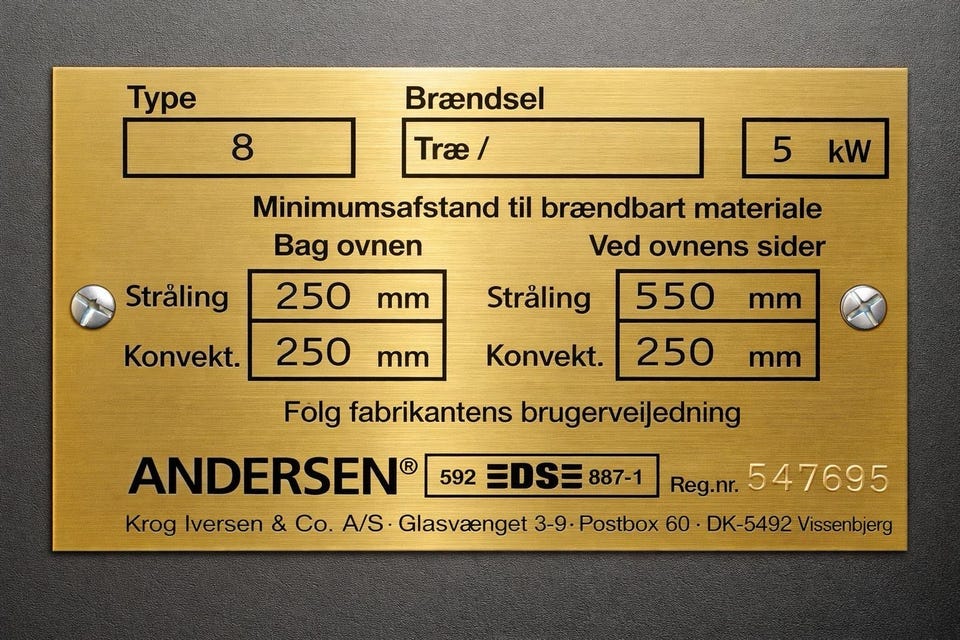 Type Brændsel
8 Træ / 5 kW
Minimumsafstand til brændbart materiale
Bag ovnen Ved ovnens sider
Stråling 250 mm Stråling 550 mm
Konvekt. 250 mm Konvekt. 250 mm
Følg fabrikantens brugerveiJedning
ANDERSEN® 592 DS 887-1 Reg.nr. 547695
Krog Iversen & Co. A/S · Glasvænget 3-9 · Postbox 60 · DK-5492 Vissenbjerg